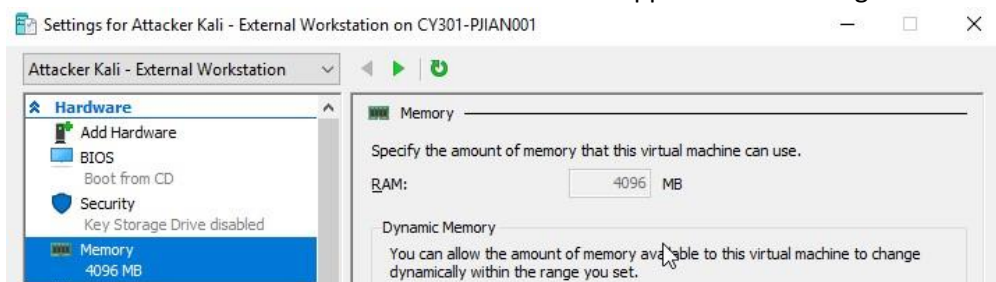 Settings for Attacker Kali - External Workstation on CY301-PJIAN001
Attacker Kali - External Workstation
Hardware
Add Hardware
BIOS
Boot from CD
Security
Key Storage Drive disabled
Memory
4096 MB
Memory
Specify the amount of memory that this virtual machine can use.
RAM: 4096 MB
Dynamic Memory
You can allow the amount of memory available to this virtual machine to change
dynamically within the range you set.